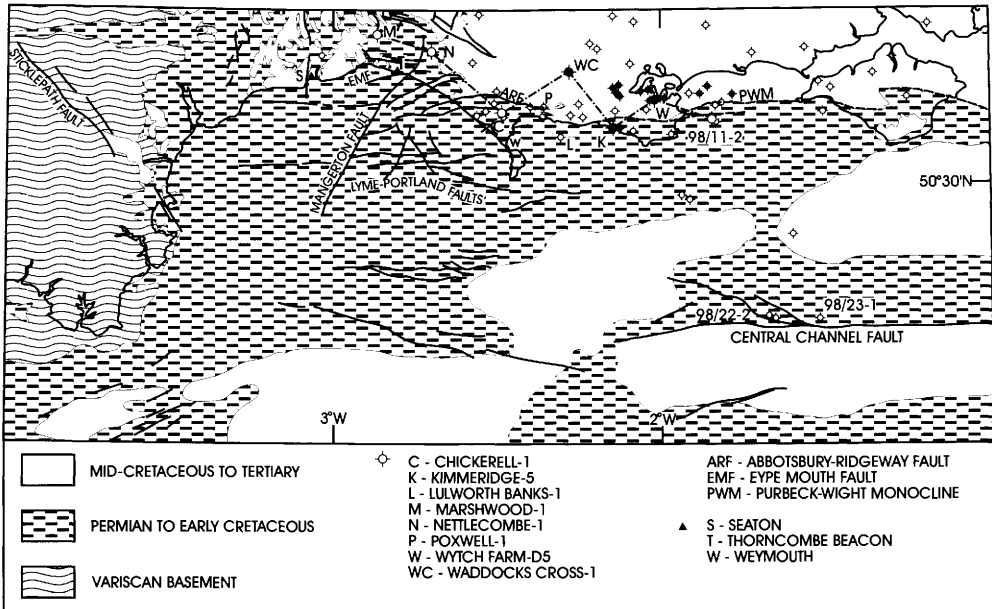 STICKLEPATH FAULT
S
EMF
T
M
N
MANGERION FAULT
LYME-PORTLAND FAULTS
ARF
C
W
P
WC
L
K
W
PWM
98/11-2
50°30'N
98/22-2
98/23-1
CENTRAL CHANNEL FAULT
3°W
2°W
MID-CRETACEOUS TO TERTIARY
PERMIAN TO EARLY CRETACEOUS
VARISCAN BASEMENT
C - CHICKERELL-1
K - KIMMERIDGE-5
L - LULWORTH BANKS-1
M - MARSHWOOD-1
N - NETTLECOMBE-1
P - POXWELL-1
W - WYTCH FARM-D5
WC - WADDOCKS CROSS-1
ARF - ABBOTSBURY-RIDGEWAY FAULT
EMF - EYPE MOUTH FAULT
PWM - PURBECK-WIGHT MONOCLINE
S - SEATON
T - THORNCOMBE BEACON
W - WEYMOUTH